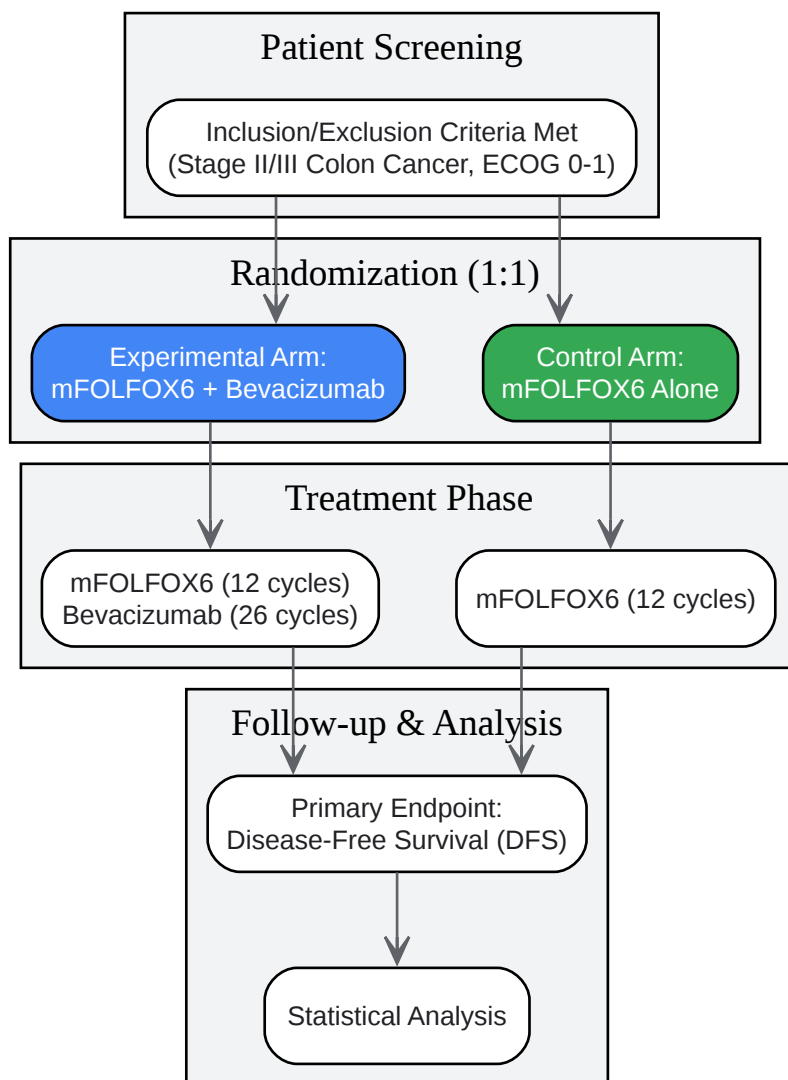 Patient Screening
Inclusion/Exclusion Criteria Met
(Stage II/III Colon Cancer, ECOG 0-1)
Randomization (1:1)
Experimental Arm:
mFOLFOX6 + Bevacizumab
Control Arm:
mFOLFOX6 Alone
Treatment Phase
mFOLFOX6 (12 cycles)
Bevacizumab (26 cycles)
mFOLFOX6 (12 cycles)
Follow-up & Analysis
Primary Endpoint:
Disease-Free Survival (DFS)
Statistical Analysis